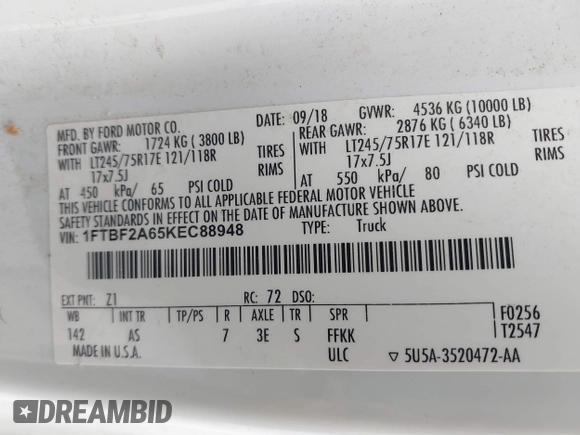 MFD. BY FORD MOTOR CO.
DATE: 09/18
GVWR: 4536 KG (10000 LB)
FRONT GAWR: 1724 KG ( 3800 LB)
REAR GAWR: 2876 KG ( 6340 LB)
WITH LT245/75R17E 121/118R TIRES
WITH LT245/75R17E 121/118R TIRES
17x7.5J RIMS
17x7.5J RIMS
AT 450 kPa/ 65 PSI COLD
AT 550 kPa/ 80 PSI COLD
THIS VEHICLE CONFORMS TO ALL APPLICABLE FEDERAL MOTOR VEHICLE
SAFETY STANDARDS IN EFFECT ON THE DATE OF MANUFACTURE SHOWN ABOVE.
VIN: 1FTBF2A65KEC88948
TYPE: Truck
EXT PNT: Z1 RC: 72 DSO:
WB INT TR TP/PS R AXLE TR SPR
F0256
142 AS 7 3E S FFKK
T2547
MADE IN U.S.A.
ULC ▽ 5U5A-3520472-AA
DREAMBID